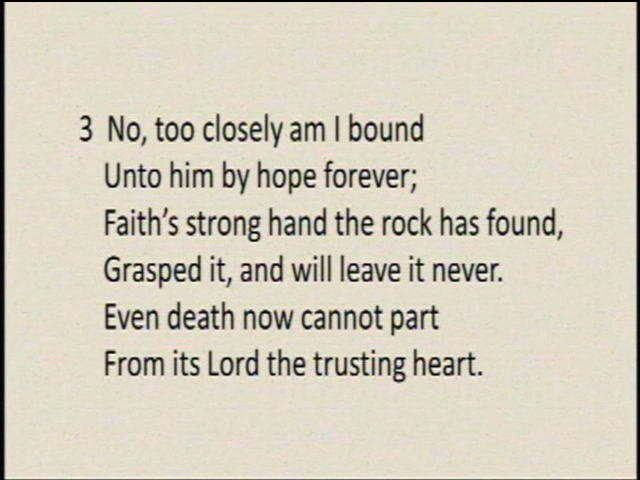 3 No, too closely am I bound
Unto him by hope forever;
Faith's strong hand the rock has found,
Grasped it, and will leave it never.
Even death now cannot part
From its Lord the trusting heart.